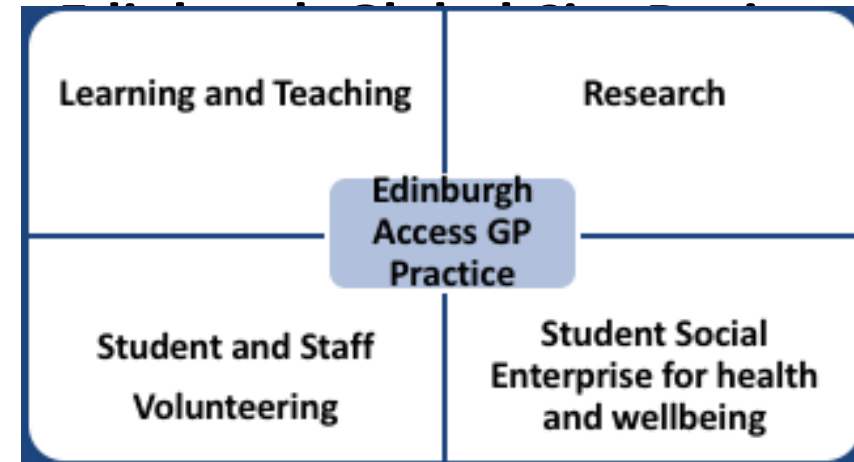 Learning and Teaching
Research
Edinburgh
Access GP
Practice
Student and Staff
Volunteering
Student Social
Enterprise for health
and wellbeing